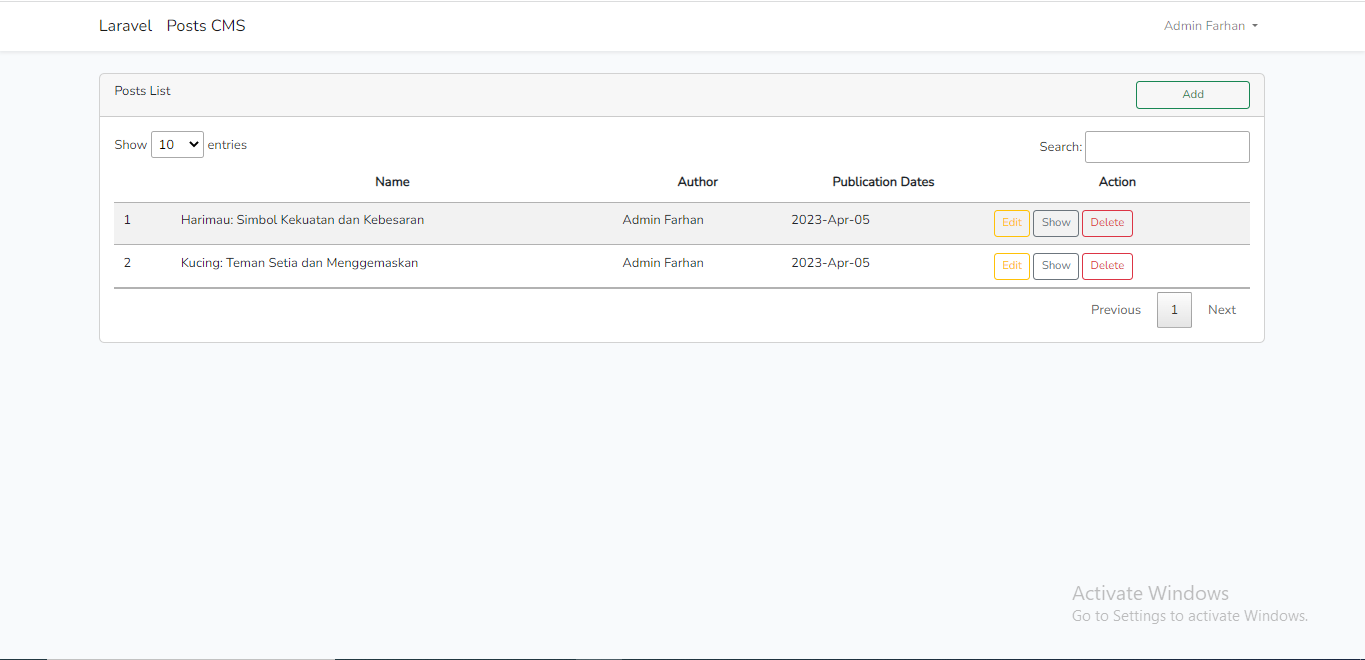 Laravel Posts CMS Admin Farhan
Posts List Add
Show 10 entries Search:
Name Author Publication Dates Action
1 Harimau: Simbol Kekuatan dan Kebesaran Admin Farhan 2023-Apr-05 Edit Show Delete
2 Kucing: Teman Setia dan Menggemaskan Admin Farhan 2023-Apr-05 Edit Show Delete
Previous 1 Next
Activate Windows
Go to Settings to activate Windows.